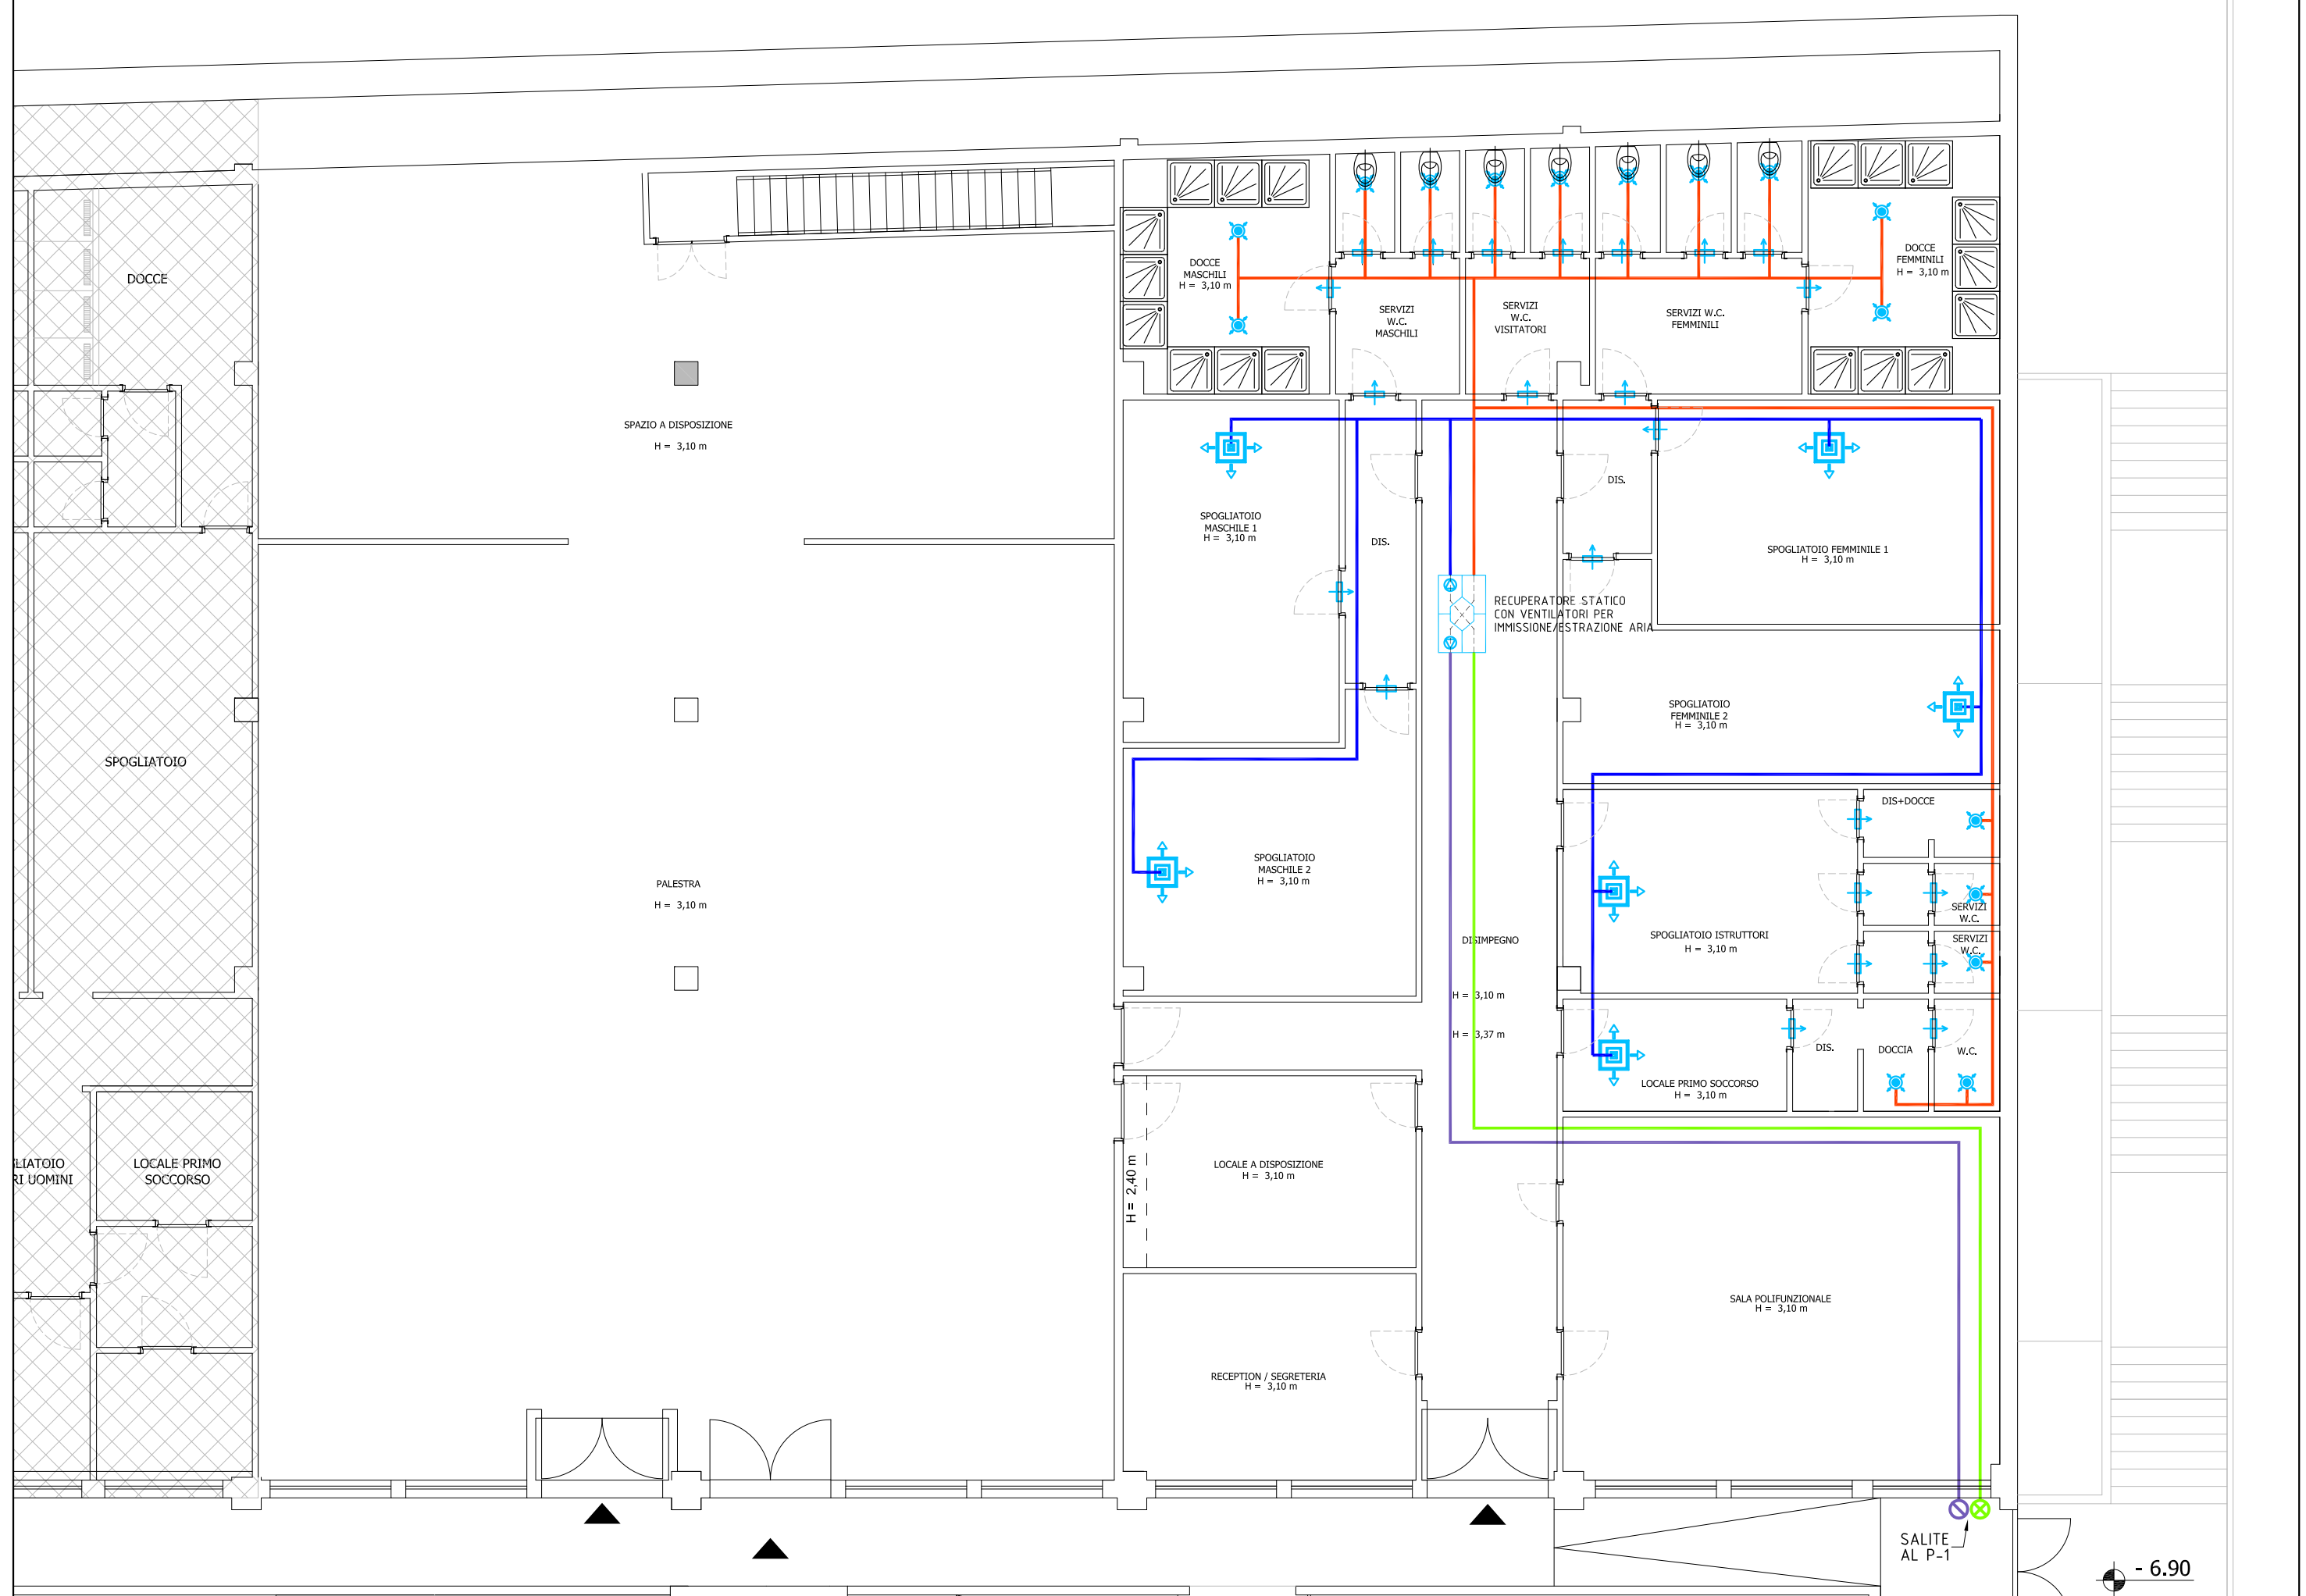 DOCCE
SPOGLIATOIO
LIATOIO
RI UOMINI
LOCALE PRIMO
SOCCORSO
SPAZIO A DISPOSIZIONE
H = 3,10 m
PALESTRA
H = 3,10 m
DOCCE
MASCHILI
H = 3,10 m
SERVIZI
W.C.
MASCHILI
SERVIZI
W.C.
VISITATORI
SERVIZI W.C.
FEMMINILI
DOCCE
FEMMINILI
H = 3,10 m
SPOGLIATOIO
MASCHILE 1
H = 3,10 m
DIS.
DIS.
SPOGLIATOIO FEMMINILE 1
H = 3,10 m
RECUPERATORE STATICO
CON VENTILATORI PER
IMMISSIONE/ESTRAZIONE ARIA
SPOGLIATOIO
FEMMINILE 2
H = 3,10 m
DIS+DOCCE
SPOGLIATOIO
MASCHILE 2
H = 3,10 m
DISIMPEGNO
H = 3,10 m
H = 3,37 m
SPOGLIATOIO ISTRUTTORI
H = 3,10 m
SERVIZI
W.C.
SERVIZI
W.C.
DIS.
DOCCIA
W.C.
LOCALE PRIMO SOCCORSO
H = 3,10 m
H = 2,40 m
LOCALE A DISPOSIZIONE
H = 3,10 m
SALA POLIFUNZIONALE
H = 3,10 m
RECEPTION / SEGRETERIA
H = 3,10 m
SALITE
AL P-1
- 6.90